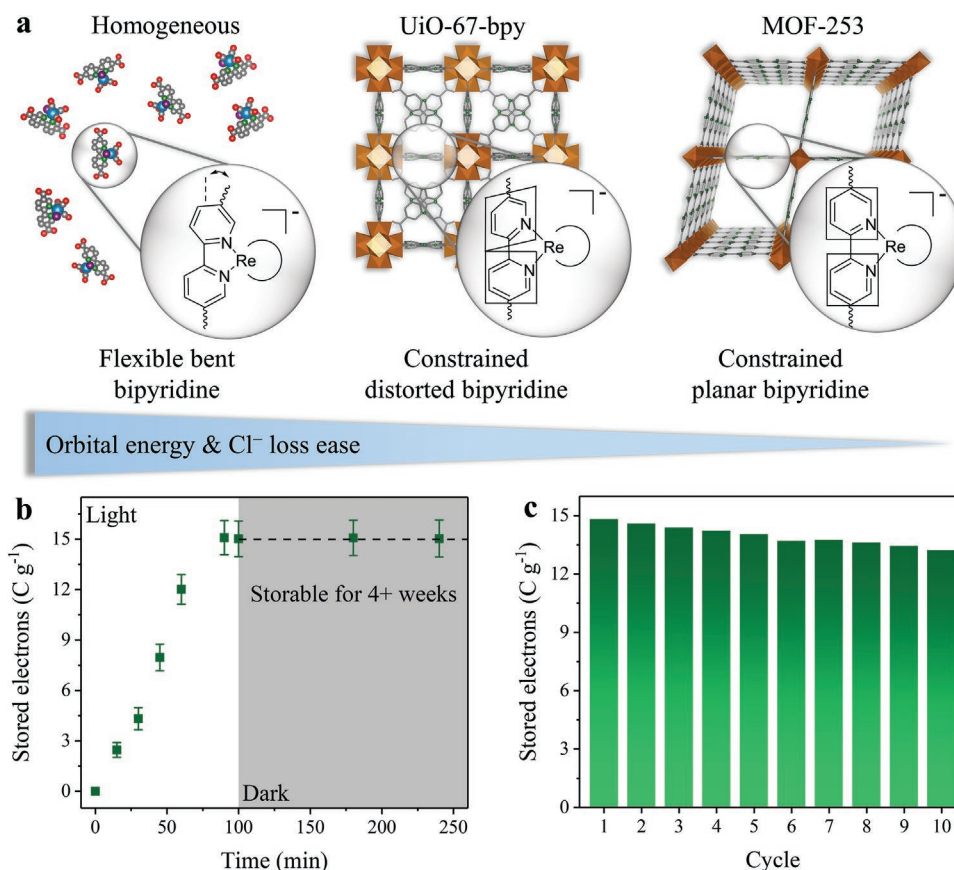 a
Homogeneous
UiO-67-bpy
MOF-253
N
Re
N
-
N
Re
N
-
N
Re
N
-
Flexible bent
bipyridine
Constrained
distorted bipyridine
Constrained
planar bipyridine
Orbital energy & Cl⁻ loss ease
b
Light
Storable for 4+ weeks
Dark
Stored electrons (C g⁻¹)
15
12
9
6
3
0
0 50 100 150 200 250
Time (min)
c
Stored electrons (C g⁻¹)
15
12
9
6
3
0
1 2 3 4 5 6 7 8 9 10
Cycle